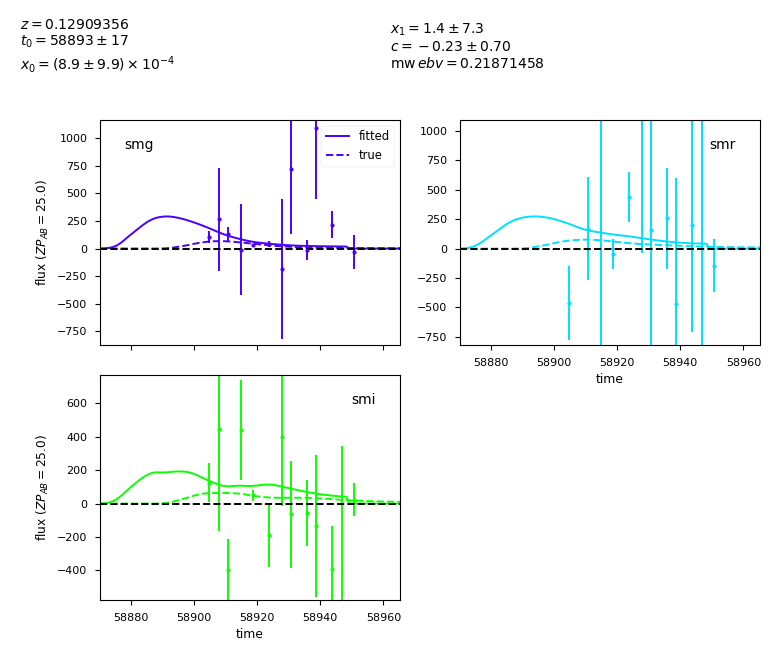 z = 0.12909356
t₀ = 58893 ± 17
x₀ = (8.9 ± 9.9) × 10⁻⁴
x₁ = 1.4 ± 7.3
c = −0.23 ± 0.70
mw ebv = 0.21871458
smg
fitted
true
1000
750
500
250
0
−250
−500
−750
flux (ZP_AB = 25.0)
smr
1000
750
500
250
0
−250
−500
−750
58880 58900 58920 58940 58960
time
smi
600
400
200
0
−200
−400
flux (ZP_AB = 25.0)
58880 58900 58920 58940 58960
time